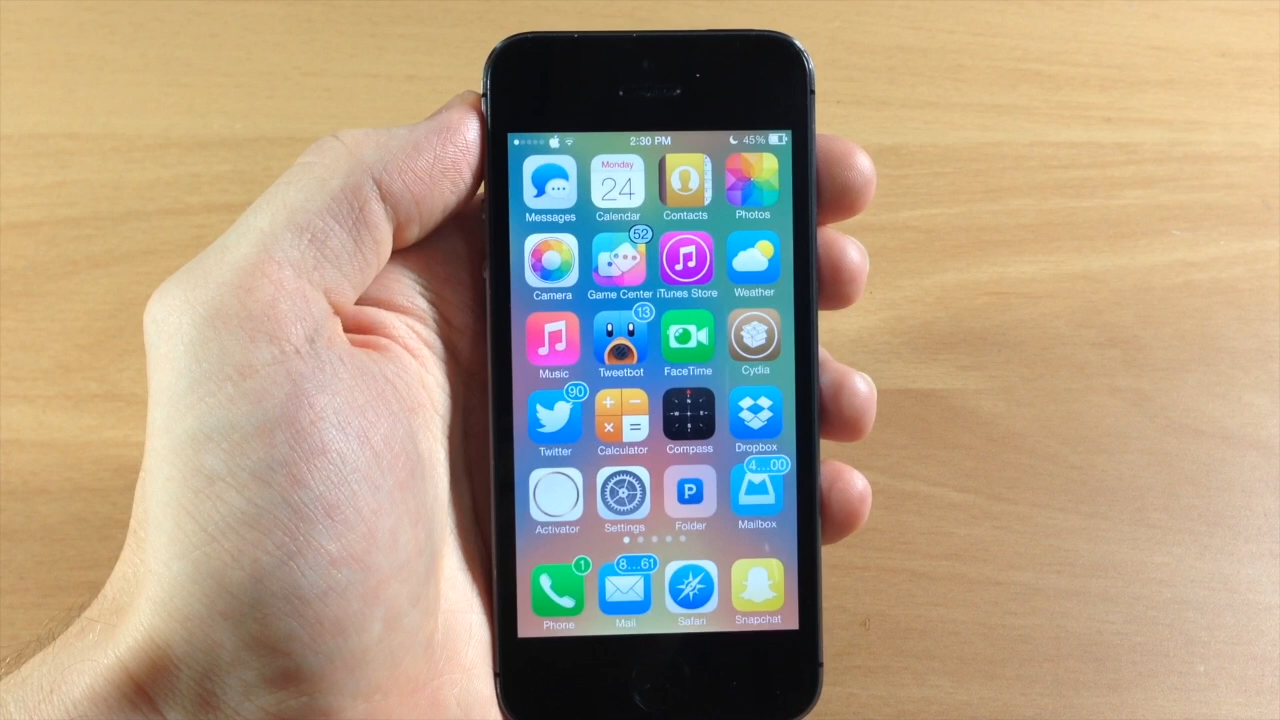 2:30 PM 45%
Monday
24
Messages Calendar Contacts Photos
52
Camera Game Center iTunes Store Weather
13
Music Tweetbot FaceTime Cydia
90
+ −
× =
N
W E
S
Twitter Calculator Compass Dropbox
4...00
P
Activator Settings Folder Mailbox
1 8...61
Phone Mail Safari Snapchat